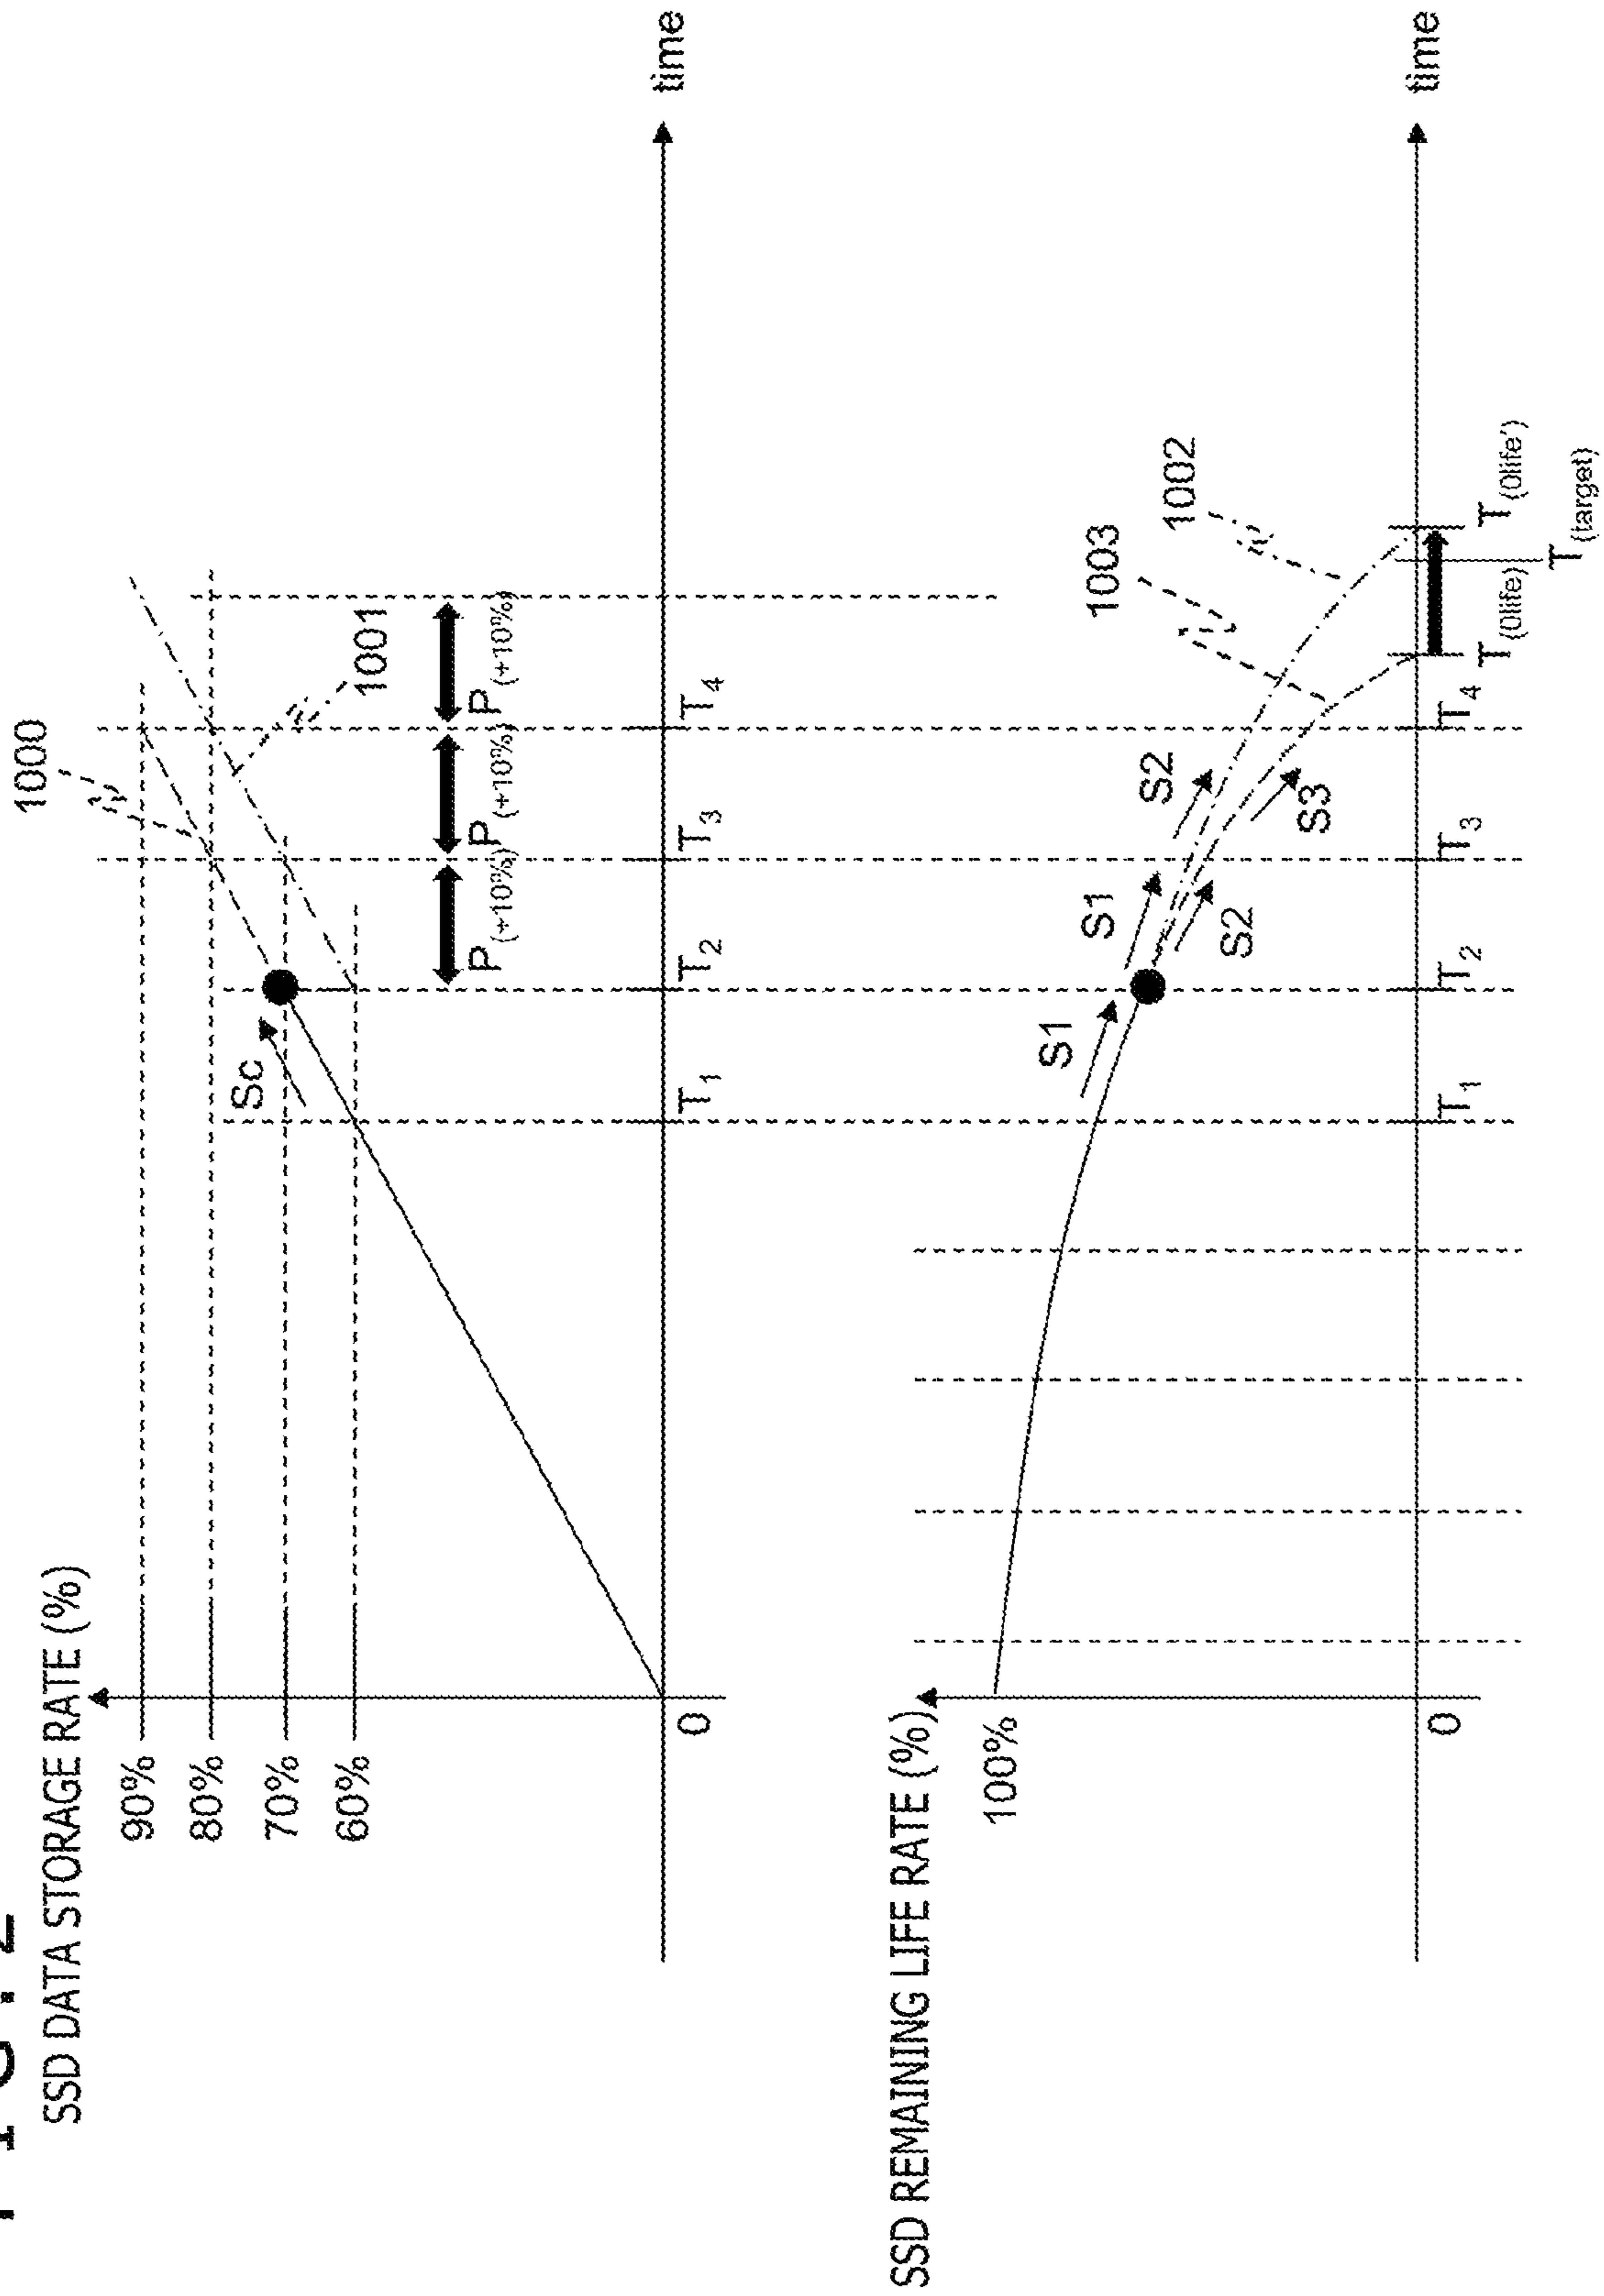 SSD DATA STORAGE RATE (%)
90%
80%
70%
60%
0
Sc
1000
1001
P(+10%) P(+10%) P(+10%)
T1 T2 T3 T4
time
SSD REMAINING LIFE RATE (%)
100%
0
S1
S1
S2
S2
S3
1003
1002
T1 T2 T3 T4 T(0life) T(0life')
T(target)
time